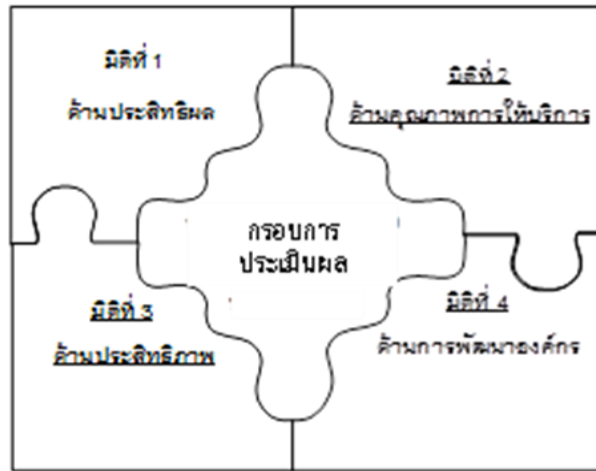 มิติที่ 1
ด้านประสิทธิผล
มิติที่ 2
ด้านคุณภาพการให้บริการ
กรอบการ
ประเมินผล
มิติที่ 3
ด้านประสิทธิภาพ
มิติที่ 4
ด้านการพัฒนาองค์กร